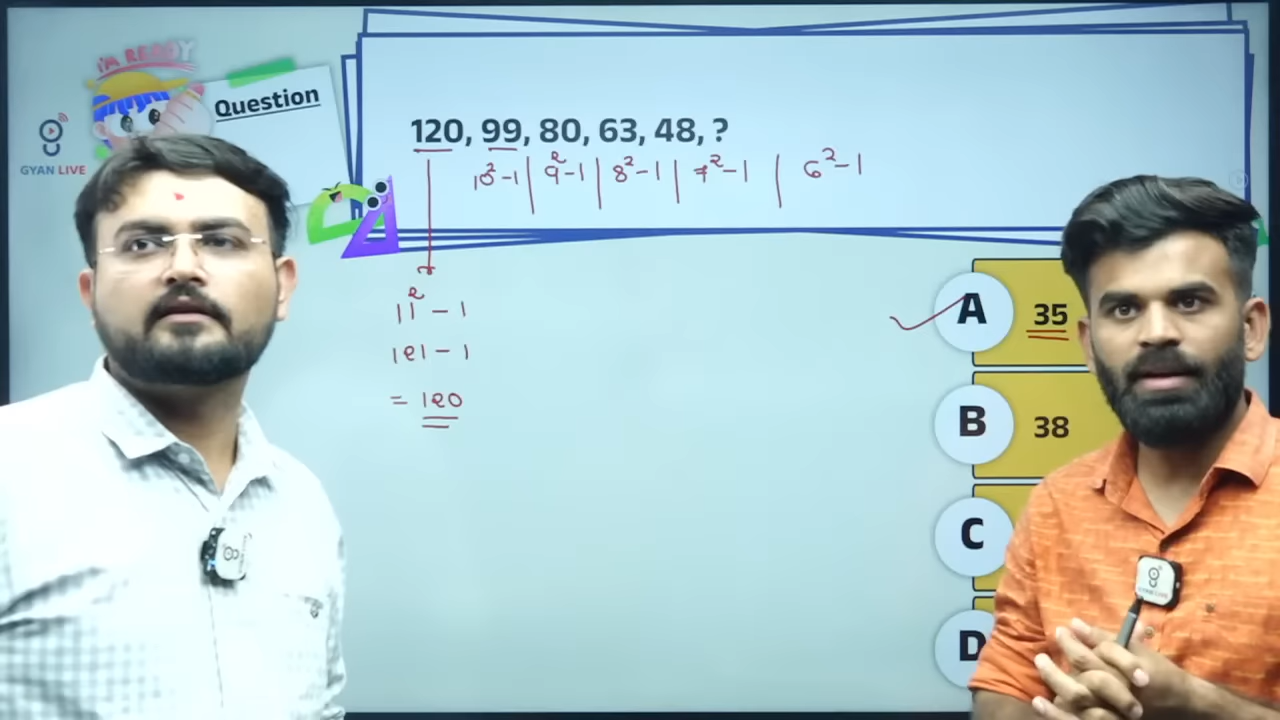 I'M READY
Question
GYAN LIVE
120, 99, 80, 63, 48, ?
10²-1 | 9²-1 | 8²-1 | 7²-1 | 6²-1
11² - 1
121 - 1
= 120
A 35
B 38
C
D